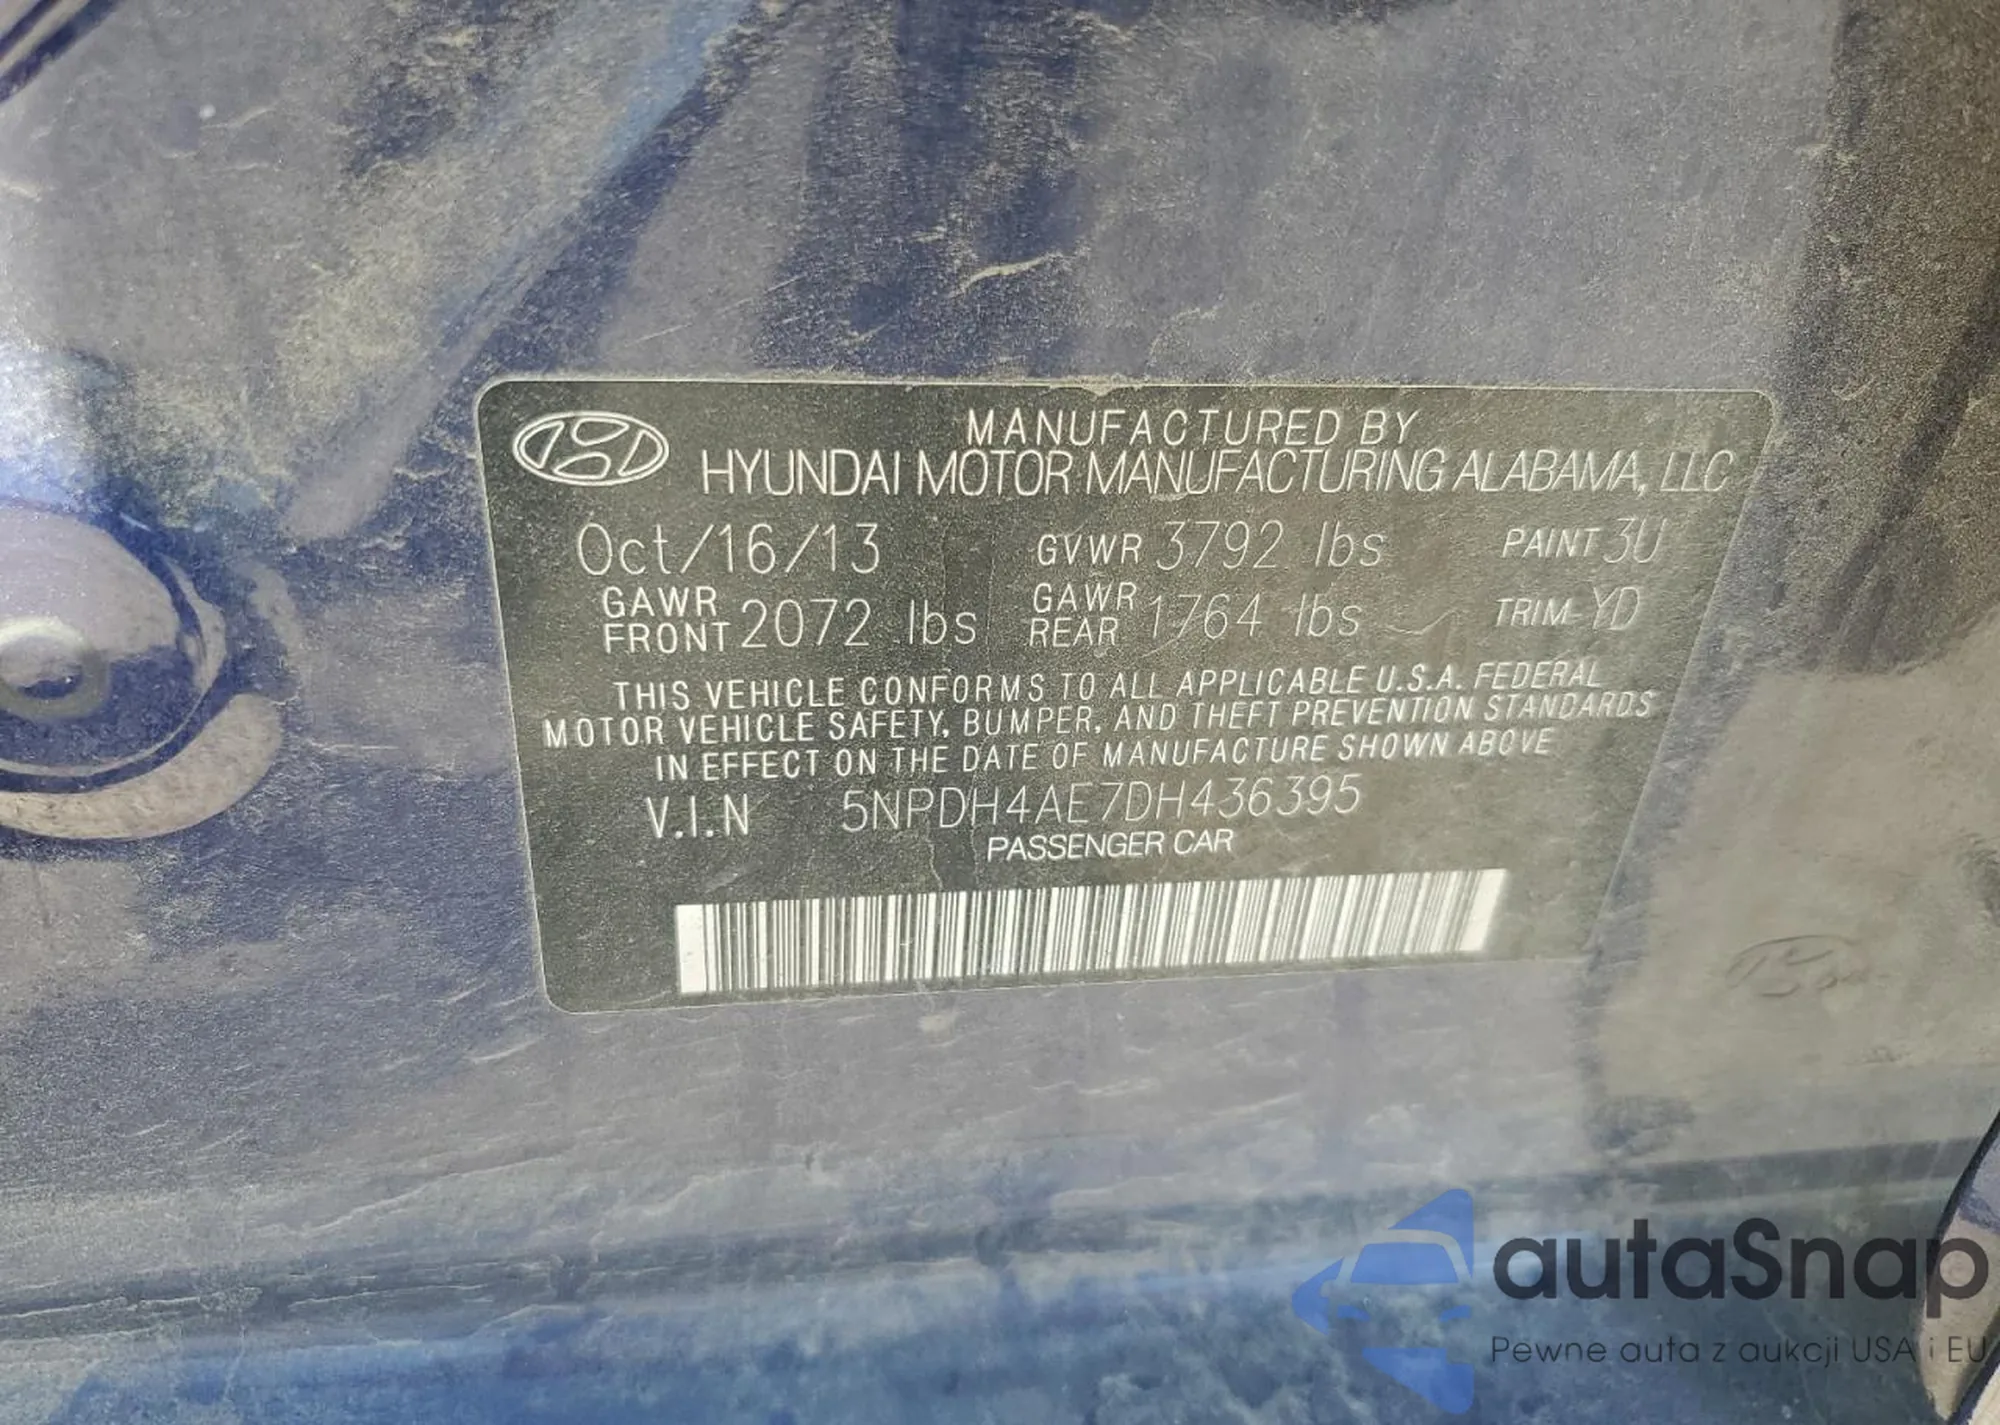 MANUFACTURED BY
HYUNDAI MOTOR MANUFACTURING ALABAMA, LLC
Oct/16/13 GVWR 3792 lbs PAINT 3U
GAWR FRONT 2072 lbs GAWR REAR 1764 lbs TRIM-YD
THIS VEHICLE CONFORMS TO ALL APPLICABLE U.S.A. FEDERAL
MOTOR VEHICLE SAFETY, BUMPER, AND THEFT PREVENTION STANDARDS
IN EFFECT ON THE DATE OF MANUFACTURE SHOWN ABOVE
V.I.N 5NPDH4AE7DH436395
PASSENGER CAR
autaSnap
Pewne auta z aukcji USA i EU